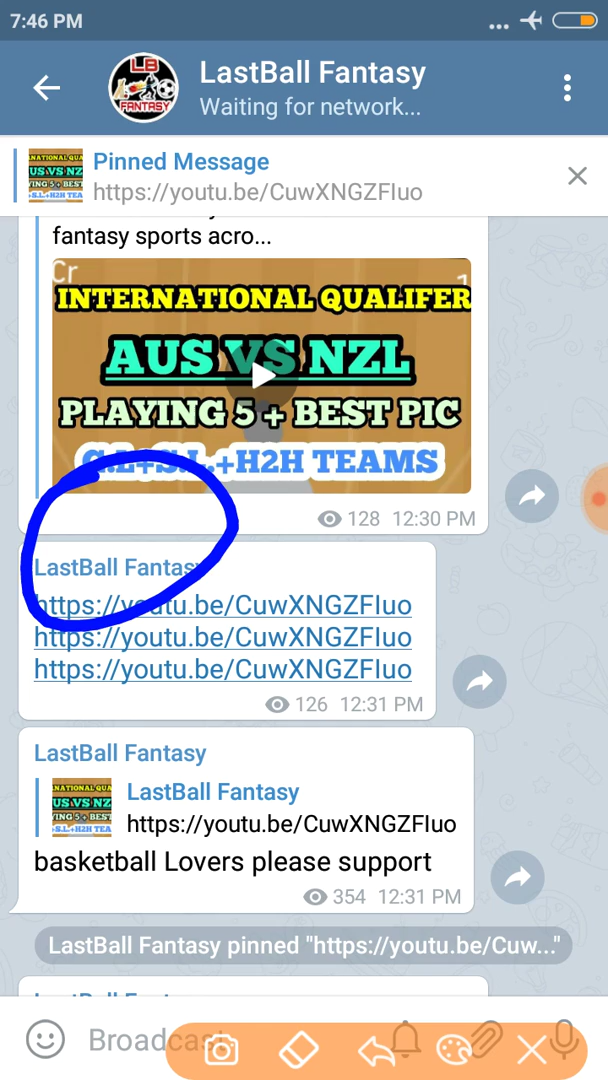 7:46 PM
LB
FANTASY
LastBall Fantasy
Waiting for network...
Pinned Message
https://youtu.be/CuwXNGZFIuo
fantasy sports acro...
Cr
INTERNATIONAL QUALIFER
AUS VS NZL
PLAYING 5 + BEST PIC
G.L+S.L.+H2H TEAMS
128 12:30 PM
LastBall Fantasy
https://youtu.be/CuwXNGZFIuo
https://youtu.be/CuwXNGZFIuo
https://youtu.be/CuwXNGZFIuo
126 12:31 PM
LastBall Fantasy
LastBall Fantasy
https://youtu.be/CuwXNGZFIuo
basketball Lovers please support
354 12:31 PM
LastBall Fantasy pinned "https://youtu.be/Cuw..."
Broadcast